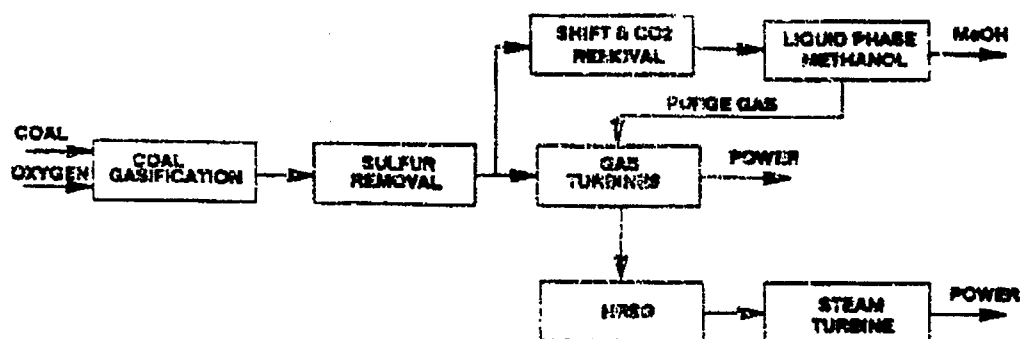 SHIFT & CO2
REMOVAL
LIQUID PHASE
METHANOL
MeOH
PURGE GAS
COAL
OXYGEN
COAL
GASIFICATION
SULFUR
REMOVAL
GAS
TURBINES
POWER
HRSG
STEAM
TURBINE
POWER